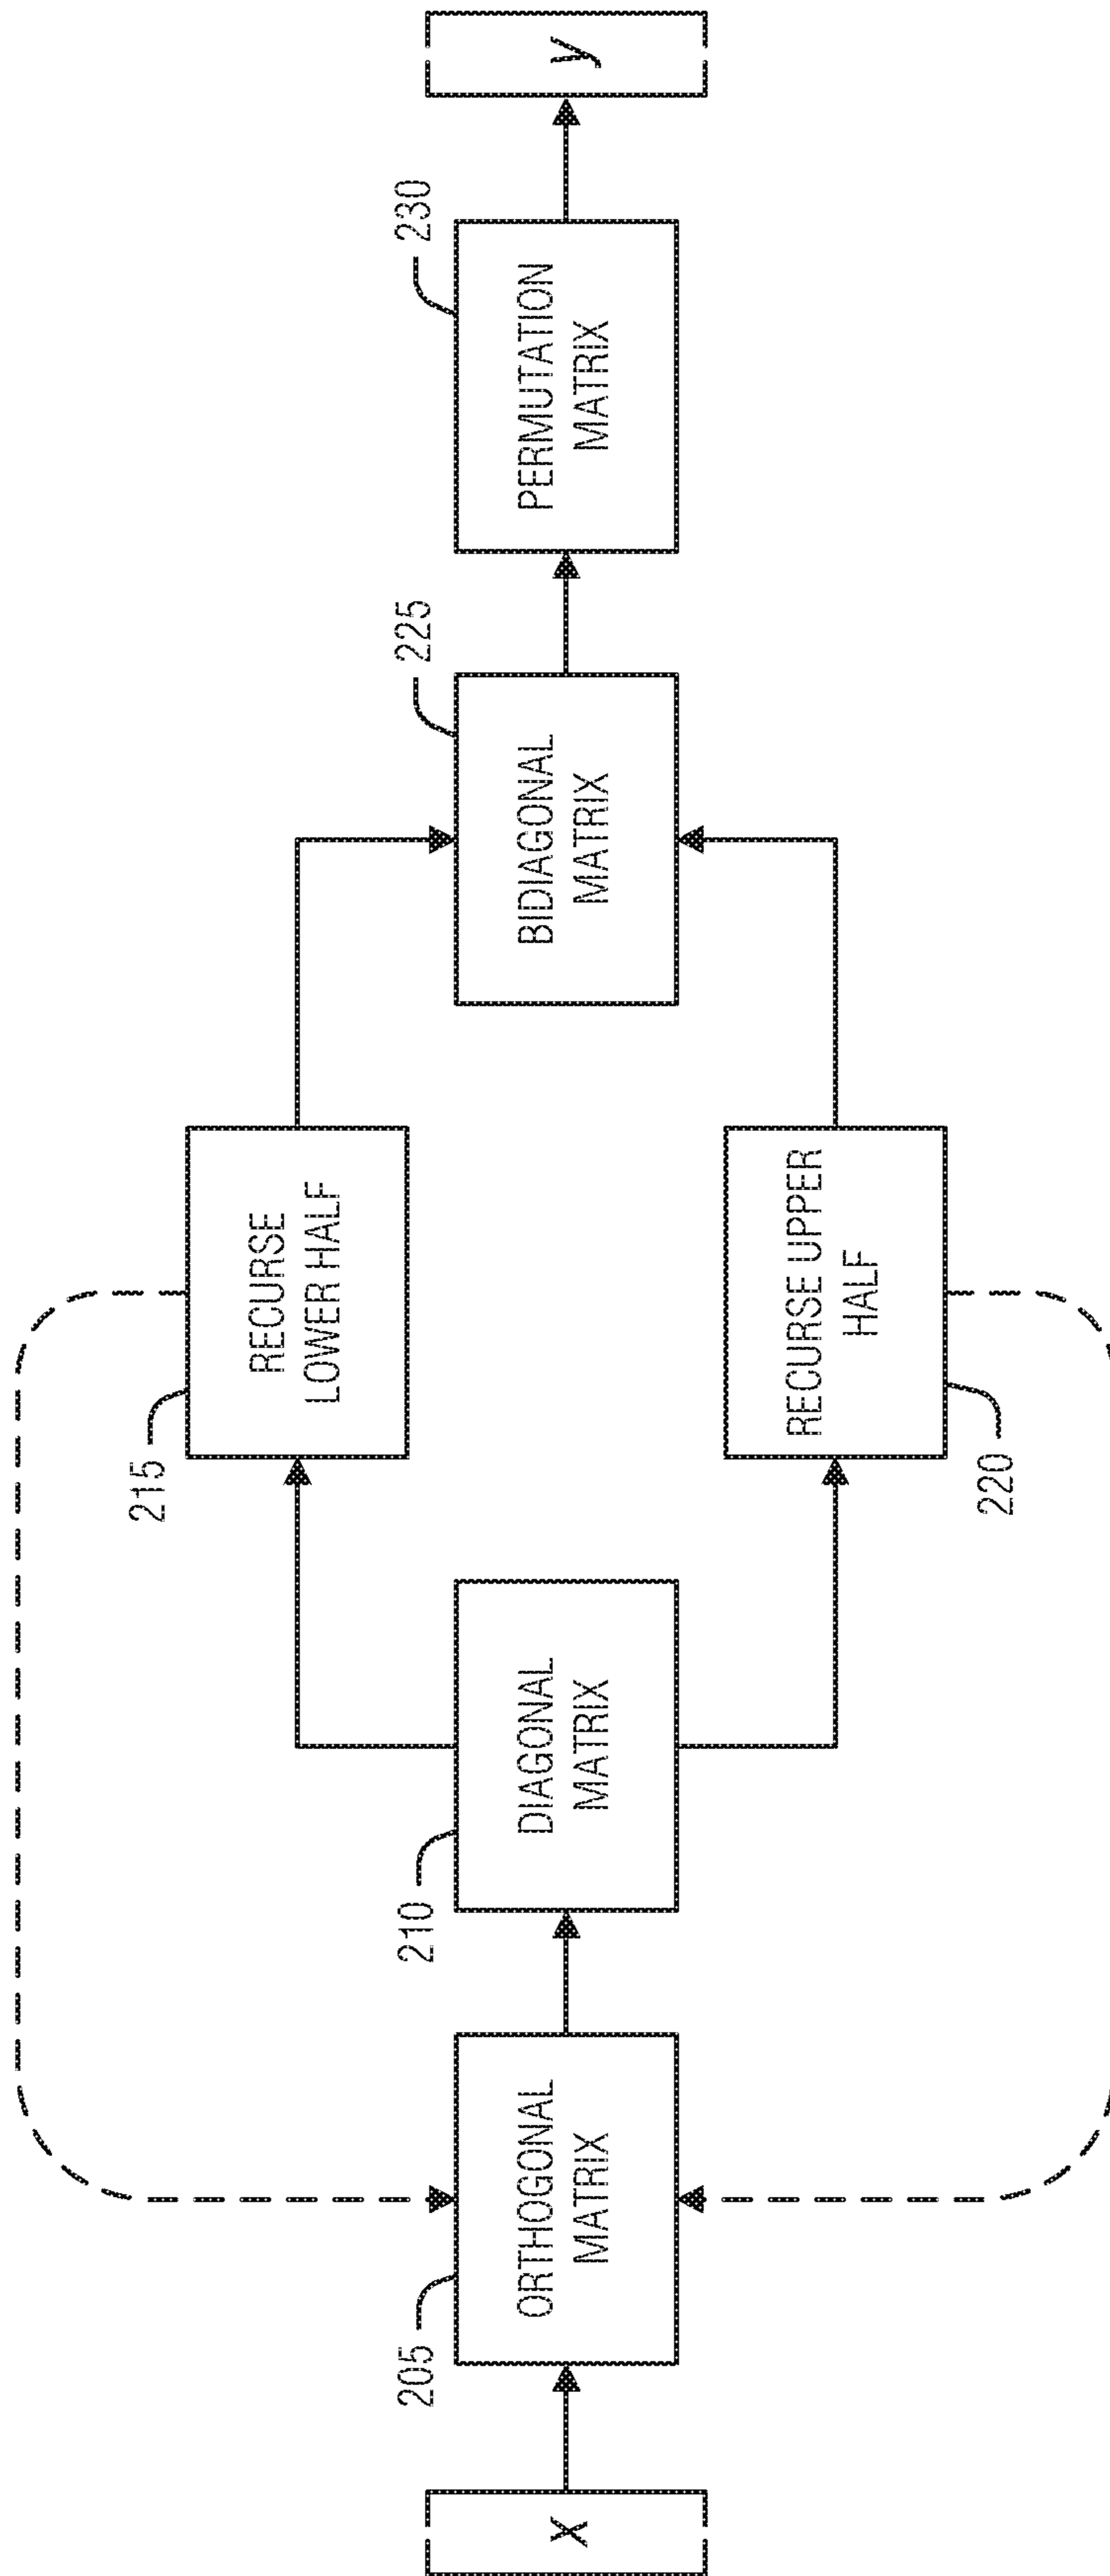 X
205
ORTHOGONAL
MATRIX
210
DIAGONAL
MATRIX
215
RECURSE
LOWER HALF
RECURSE UPPER
HALF
220
225
BIDIAGONAL
MATRIX
230
PERMUTATION
MATRIX
y